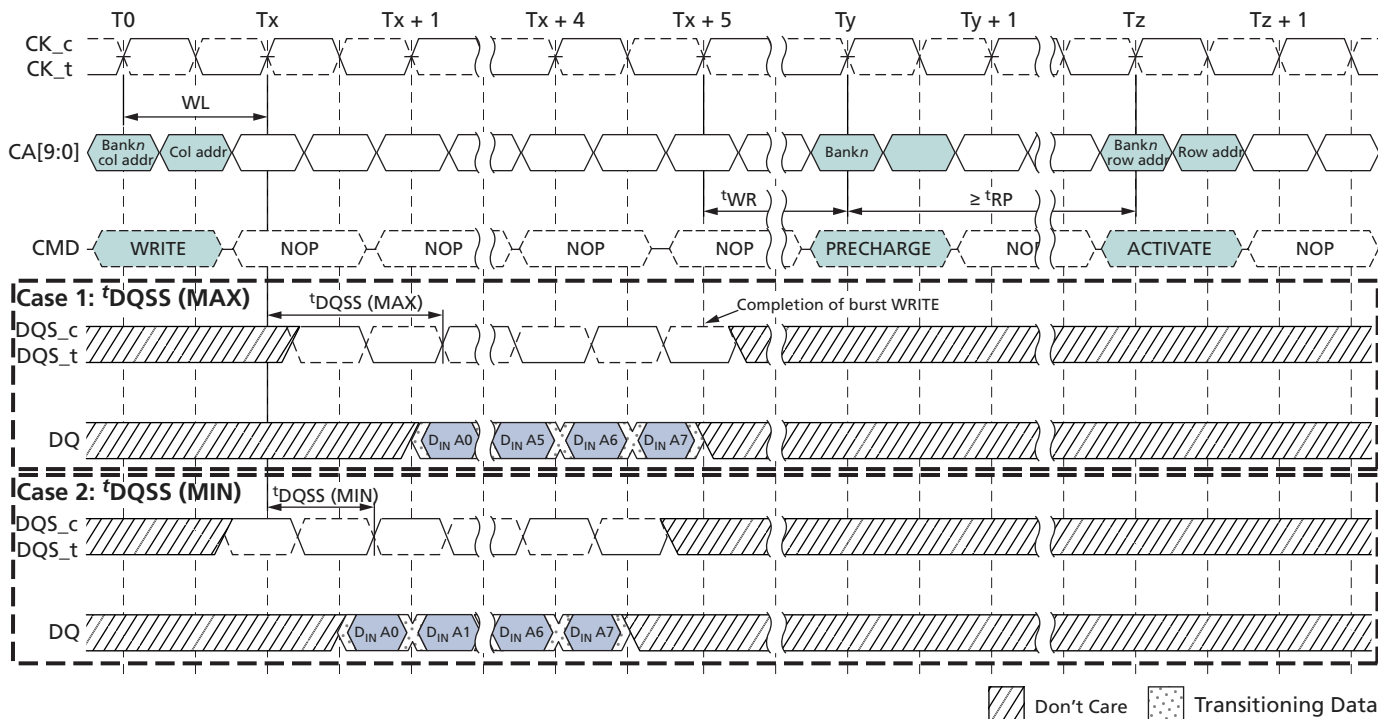 T0 Tx Tx + 1 Tx + 4 Tx + 5 Ty Ty + 1 Tz Tz + 1
CK_c
CK_t
WL
CA[9:0] Bankn col addr Col addr Bankn Bankn row addr Row addr
tWR ≥ tRP
CMD WRITE NOP NOP NOP NOP PRECHARGE NOP ACTIVATE NOP
Case 1: tDQSS (MAX)
tDQSS (MAX) Completion of burst WRITE
DQS_c
DQS_t
DQ DIN A0 DIN A5 DIN A6 DIN A7
Case 2: tDQSS (MIN)
tDQSS (MIN)
DQS_c
DQS_t
DQ DIN A0 DIN A1 DIN A6 DIN A7
Don't Care Transitioning Data